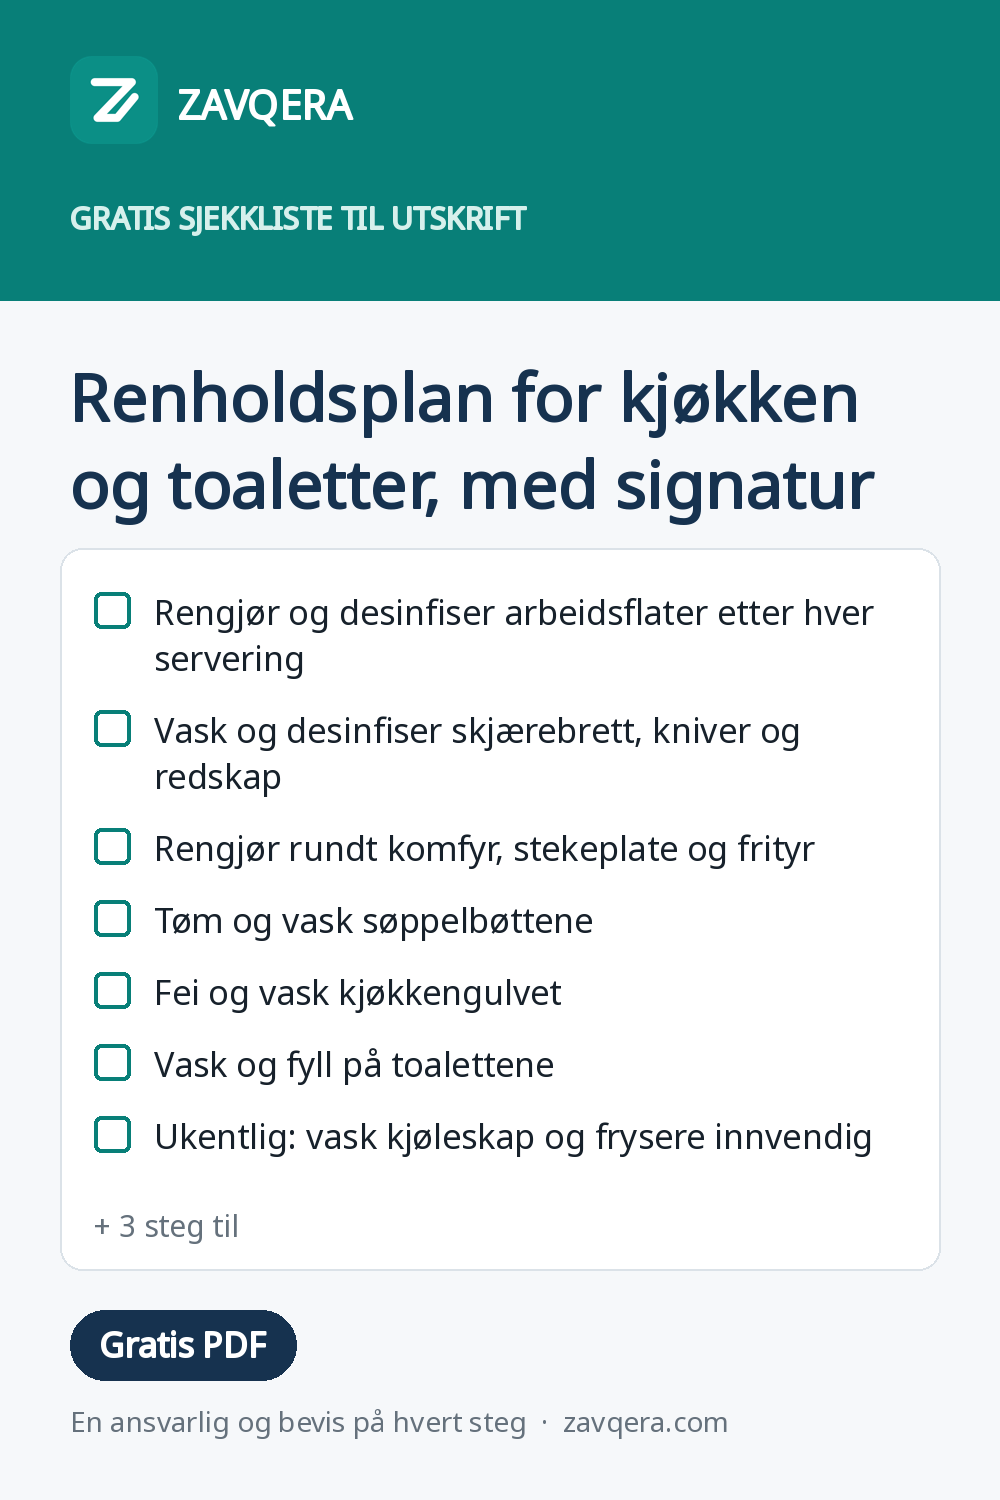 ZAVQERA
GRATIS SJEKKLISTE TIL UTSKRIFT
Renholdsplan for kjøkken
og toaletter, med signatur
Rengjør og desinfiser arbeidsflater etter hver
servering
Vask og desinfiser skjærebrett, kniver og
redskap
Rengjør rundt komfyr, stekeplate og frityr
Tøm og vask søppelbøttene
Fei og vask kjøkkengulvet
Vask og fyll på toalettene
Ukentlig: vask kjøleskap og frysere innvendig
+ 3 steg til
Gratis PDF
En ansvarlig og bevis på hvert steg · zavqera.com